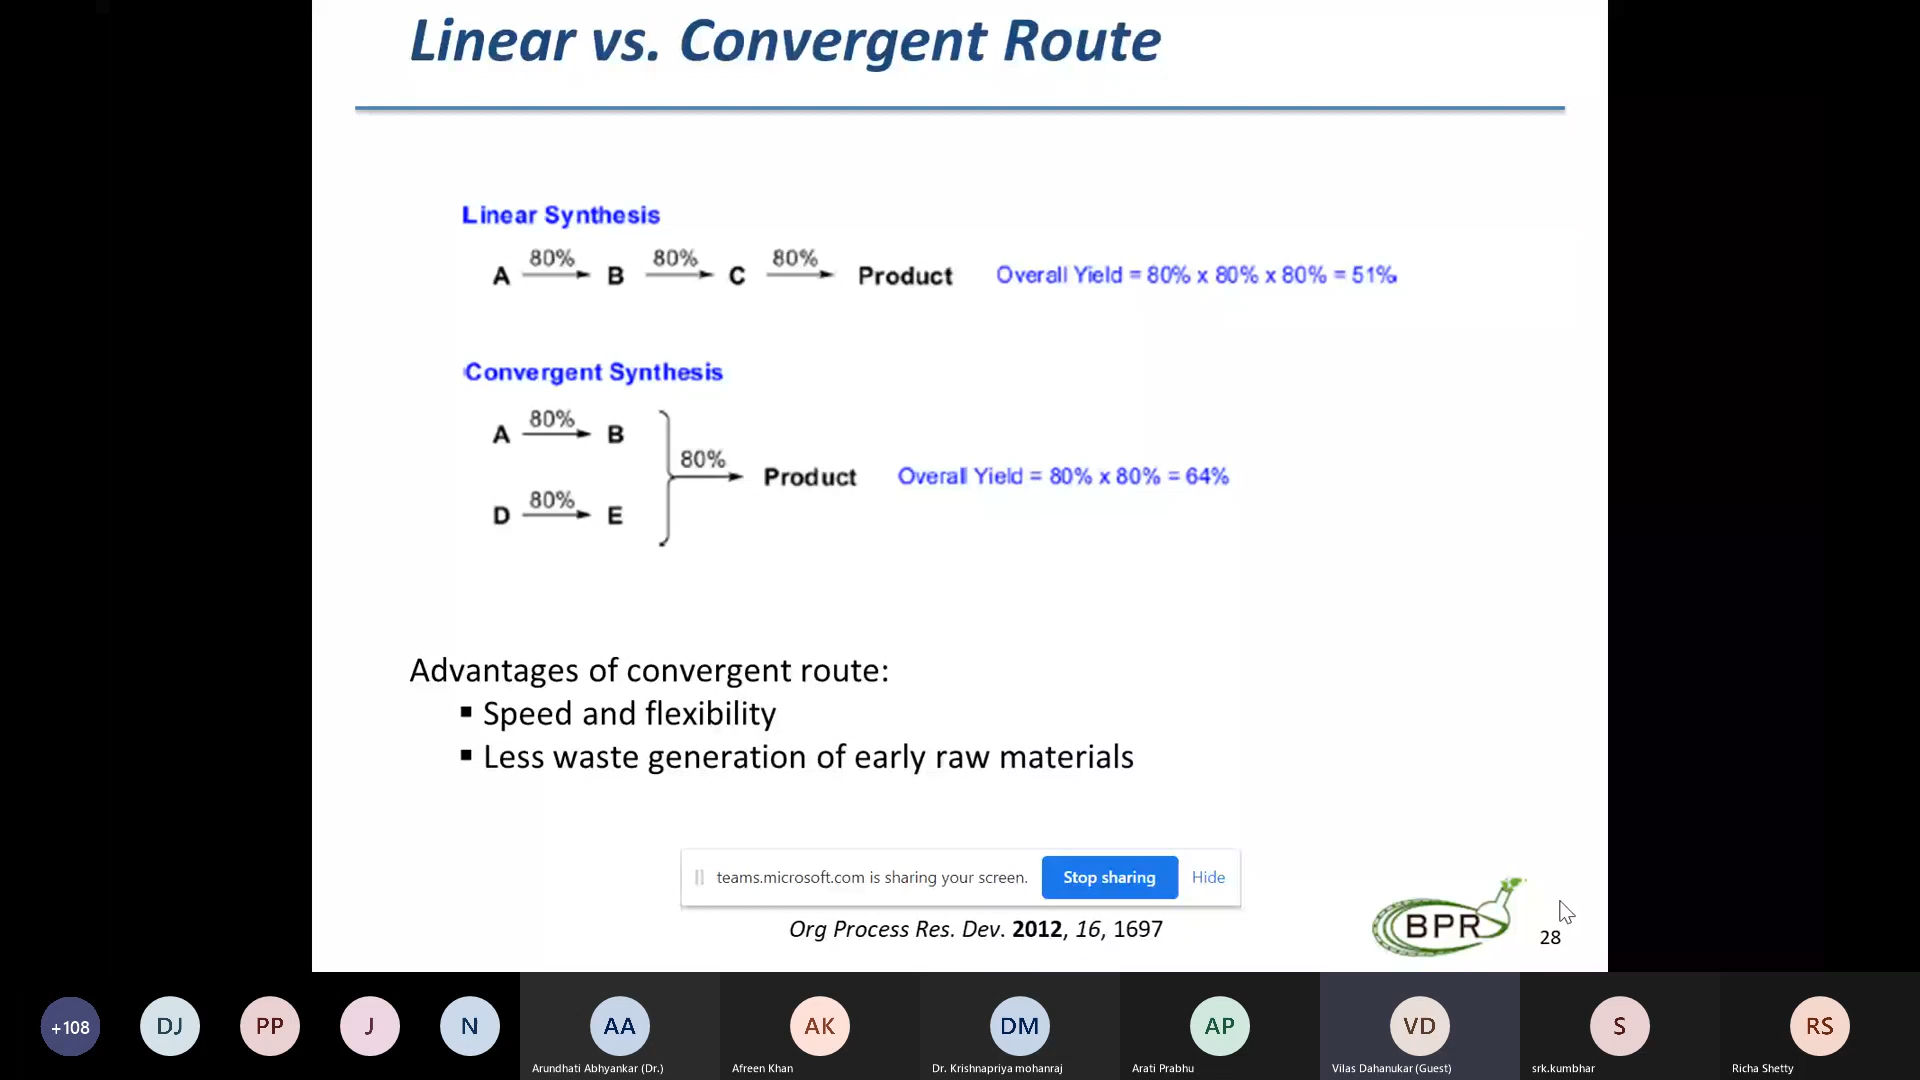 Linear vs. Convergent Route
Linear Synthesis
80% 80% 80%
A B C Product Overall Yield = 80% x 80% x 80% = 51%
Convergent Synthesis
80%
A B
80%
Product Overall Yield = 80% x 80% = 64%
80%
D E
Advantages of convergent route:
▪ Speed and flexibility
▪ Less waste generation of early raw materials
teams.microsoft.com is sharing your screen. Stop sharing Hide
Org Process Res. Dev. 2012, 16, 1697
BPR
28
+108 DJ PP J N AA AK DM AP VD S RS
Arundhati Abhyankar (Dr.) Afreen Khan Dr. Krishnapriya mohanraj Arati Prabhu Vilas Dahanukar (Guest) srk.kumbhar Richa Shetty